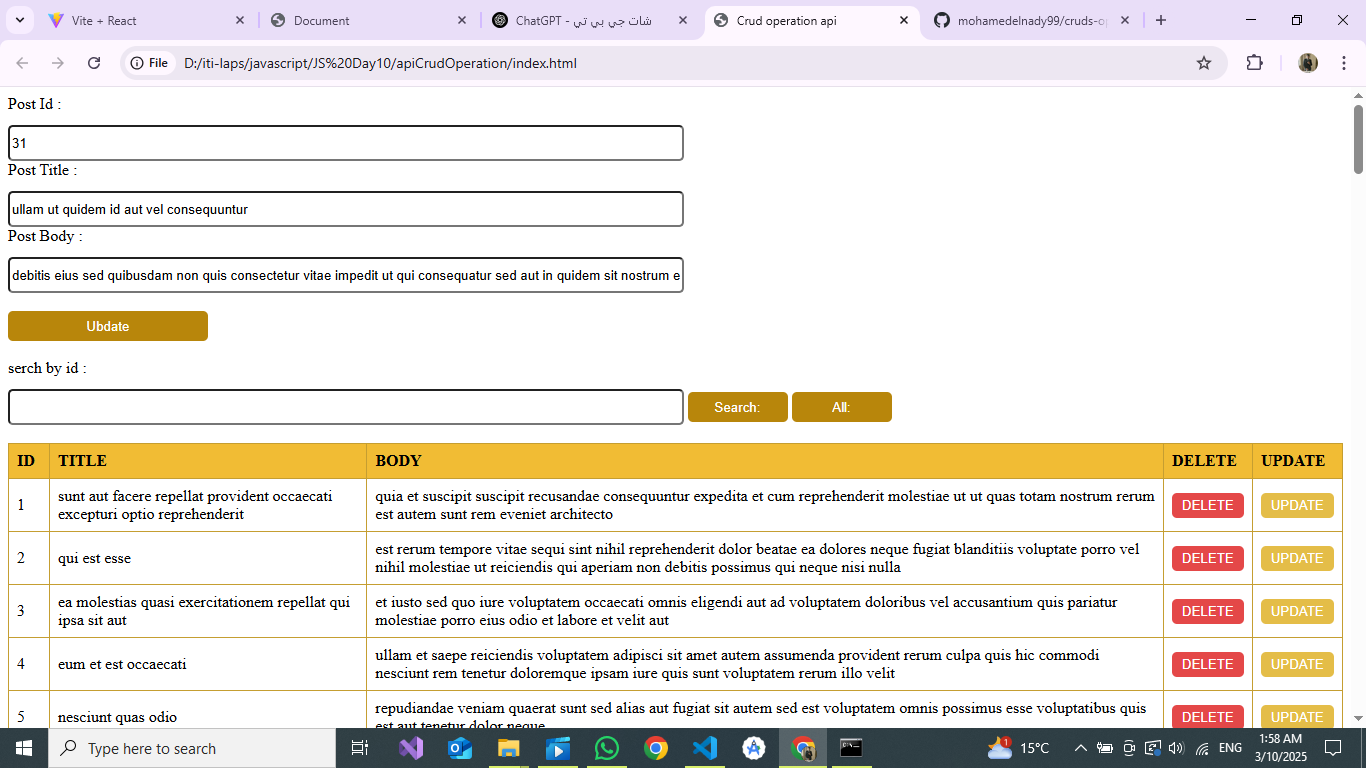 Vite + React
Document
ChatGPT - شات جي بي تي
Crud operation api
mohamedelnady99/cruds-o
File
D:/iti-laps/javascript/JS%20Day10/apiCrudOperation/index.html
Post Id :
31
Post Title :
ullam ut quidem id aut vel consequuntur
Post Body :
debitis eius sed quibusdam non quis consectetur vitae impedit ut qui consequatur sed aut in quidem sit nostrum e
Ubdate
serch by id :
Search:
All:
ID TITLE BODY DELETE UPDATE
1 sunt aut facere repellat provident occaecati excepturi optio reprehenderit quia et suscipit suscipit recusandae consequuntur expedita et cum reprehenderit molestiae ut ut quas totam nostrum rerum est autem sunt rem eveniet architecto DELETE UPDATE
2 qui est esse est rerum tempore vitae sequi sint nihil reprehenderit dolor beatae ea dolores neque fugiat blanditiis voluptate porro vel nihil molestiae ut reiciendis qui aperiam non debitis possimus qui neque nisi nulla DELETE UPDATE
3 ea molestias quasi exercitationem repellat qui ipsa sit aut et iusto sed quo iure voluptatem occaecati omnis eligendi aut ad voluptatem doloribus vel accusantium quis pariatur molestiae porro eius odio et labore et velit aut DELETE UPDATE
4 eum et est occaecati ullam et saepe reiciendis voluptatem adipisci sit amet autem assumenda provident rerum culpa quis hic commodi nesciunt rem tenetur doloremque ipsam iure quis sunt voluptatem rerum illo velit DELETE UPDATE
5 nesciunt quas odio repudiandae veniam quaerat sunt sed alias aut fugiat sit autem sed est voluptatem omnis possimus esse voluptatibus quis est aut tenetur dolor neque DELETE UPDATE
Type here to search
1
15°C
ENG
1:58 AM
3/10/2025